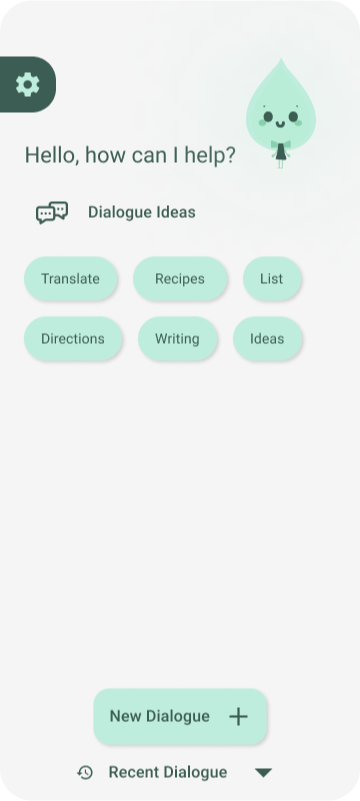 Hello, how can I help?
Dialogue Ideas
Translate Recipes List
Directions Writing Ideas
New Dialogue
Recent Dialogue